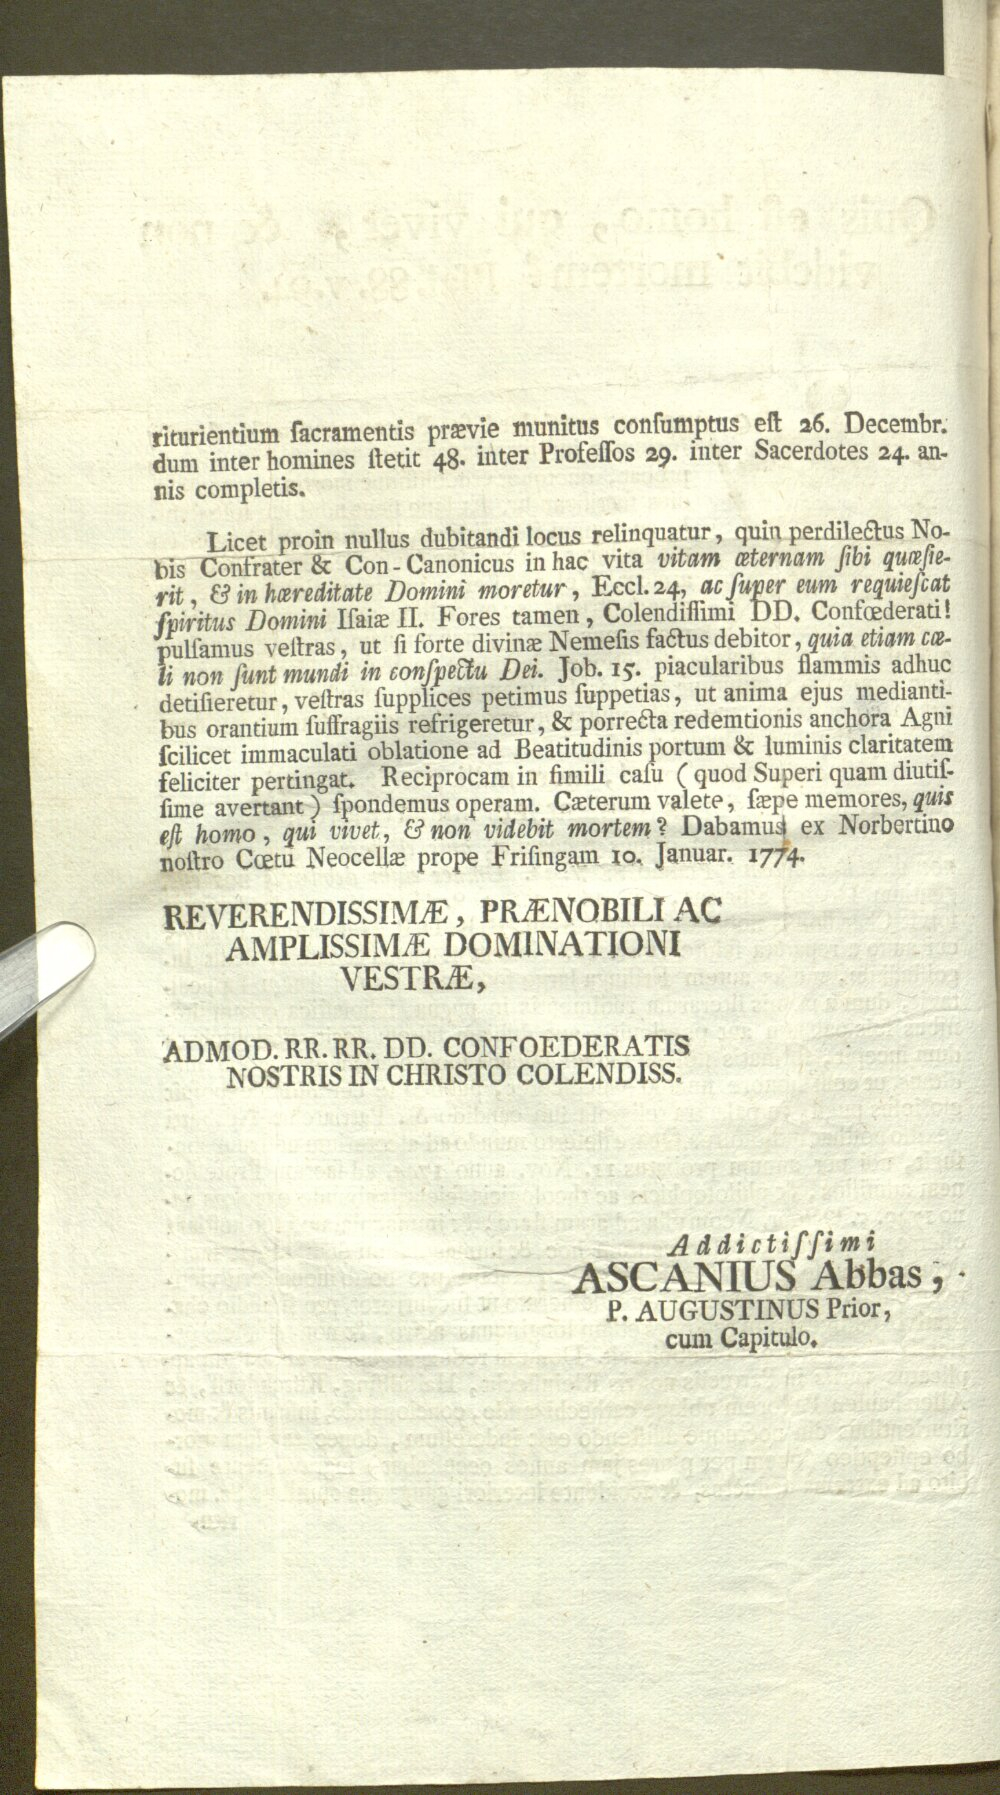 riturientium ſacramentis prævie munitus conſumptus eſt 26. Decembr.
dum inter homines ſtetit 48. inter Profeſſos 29. inter Sacerdotes 24. an-
nis completis.
Licet proin nullus dubitandi locus relinquatur, quin perdilectus No-
bis Confrater & Con-Canonicus in hac vita vitam æternam ſibi quæſie-
rit, & in hæreditate Domini moretur, Eccl. 24, ac ſuper eum requieſcat
ſpiritus Domini Iſaiæ II. Fores tamen, Colendiſſimi DD. Confœderati!
pulſamus veſtras, ut ſi forte divinæ Nemeſis factus debitor, quia etiam cœ-
li non ſunt mundi in conſpectu Dei. Job. 15. piacularibus flammis adhuc
detiſieretur, veſtras ſupplices petimus ſuppetias, ut anima ejus medianti-
bus orantium ſuffragiis refrigeretur, & porrecta redemtionis anchora Agni
ſcilicet immaculati oblatione ad Beatitudinis portum & luminis claritatem
feliciter pertingat. Reciprocam in ſimili caſu (quod Superi quam diutiſ-
ſime avertant) ſpondemus operam. Cæterum valete, ſæpe memores, quis
eſt homo, qui vivet, & non videbit mortem? Dabamus ex Norbertino
noſtro Cœtu Neocellæ prope Friſingam 10. Januar. 1774.
REVERENDISSIMÆ, PRÆNOBILI AC
AMPLISSIMÆ DOMINATIONI
VESTRÆ,
ADMOD. RR. RR. DD. CONFOEDERATIS
NOSTRIS IN CHRISTO COLENDISS.
Addictiſſimi
ASCANIUS Abbas,
P. AUGUSTINUS Prior,
cum Capitulo.